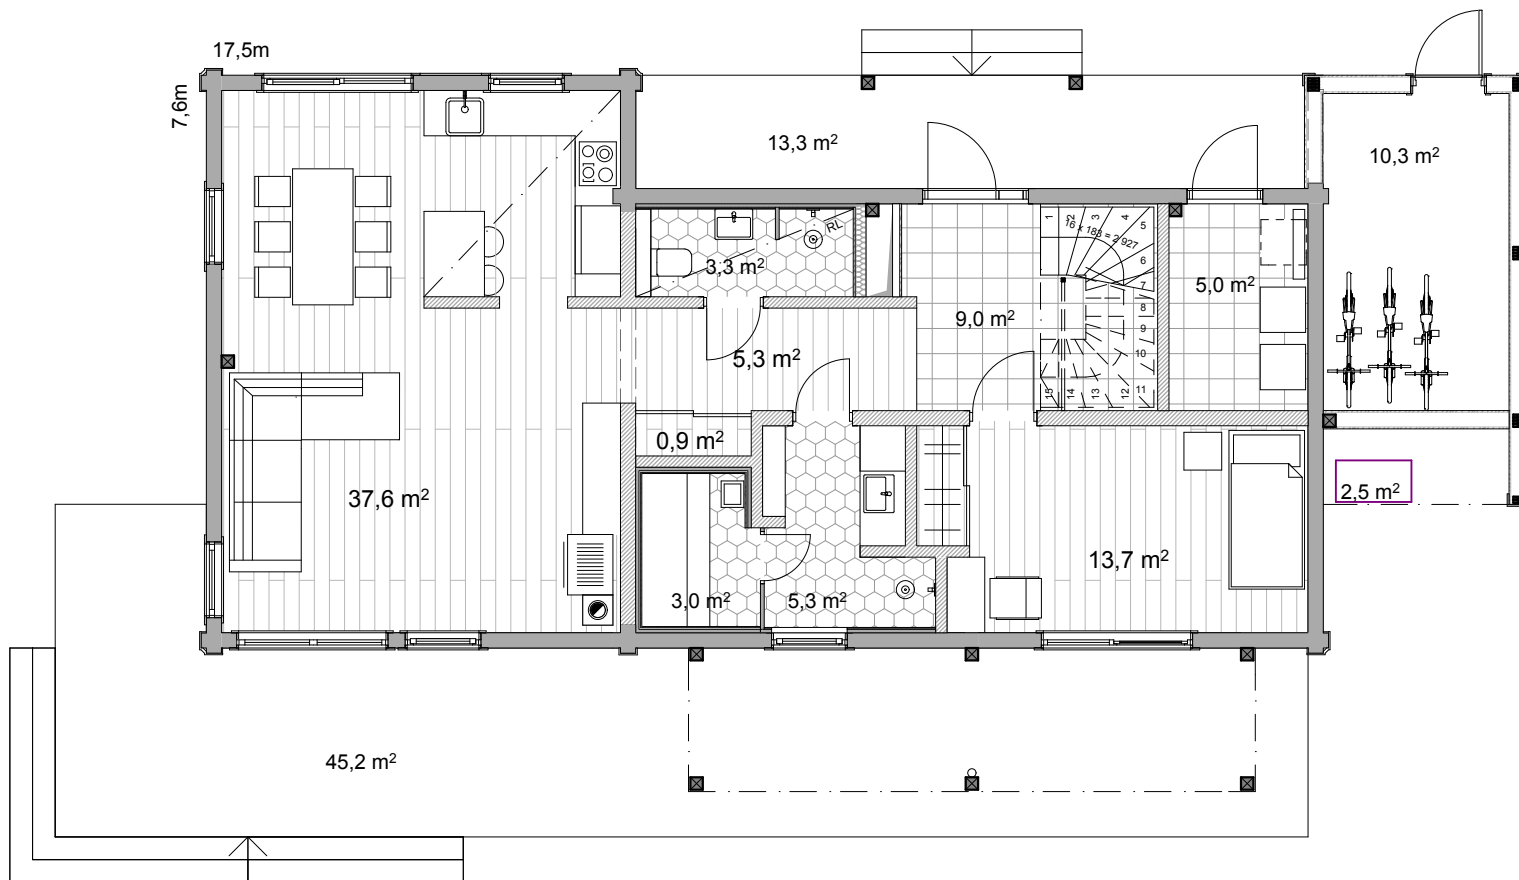 17,5m
7,6m
13,3 m²
10,3 m²
RL
3,3 m²
1
2
3
4
5
16 x 183 = 2 927
6
7
8
9
10
11
12
13
14
15
9,0 m²
5,0 m²
5,3 m²
0,9 m²
37,6 m²
2,5 m²
13,7 m²
3,0 m²
5,3 m²
45,2 m²